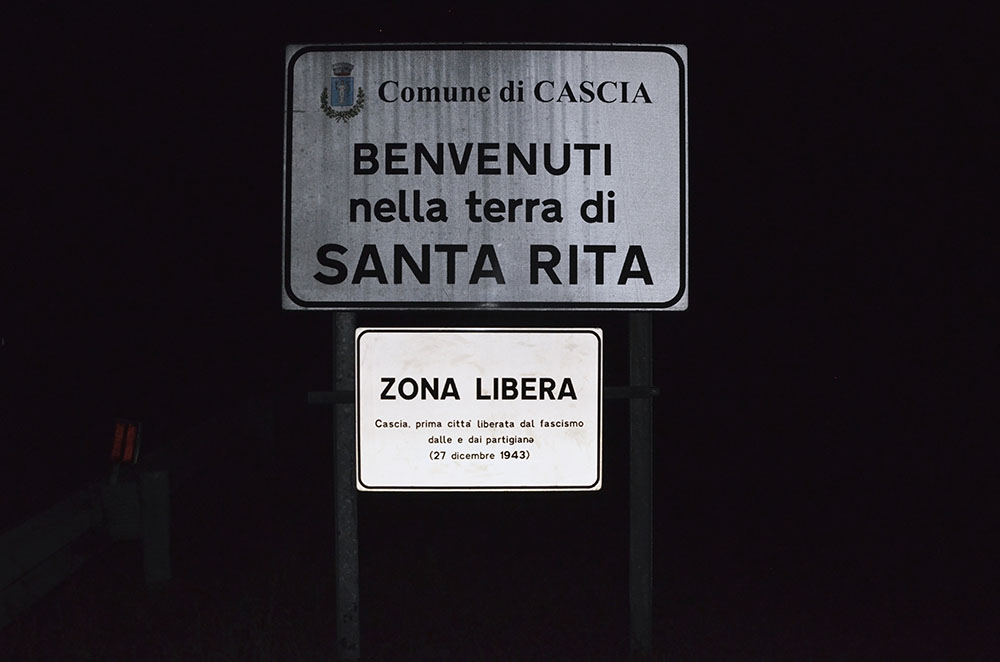 Comune di CASCIA
BENVENUTI
nella terra di
SANTA RITA
ZONA LIBERA
Cascia, prima citta' liberata dal fascismo
dalle e dai partigianə
(27 dicembre 1943)